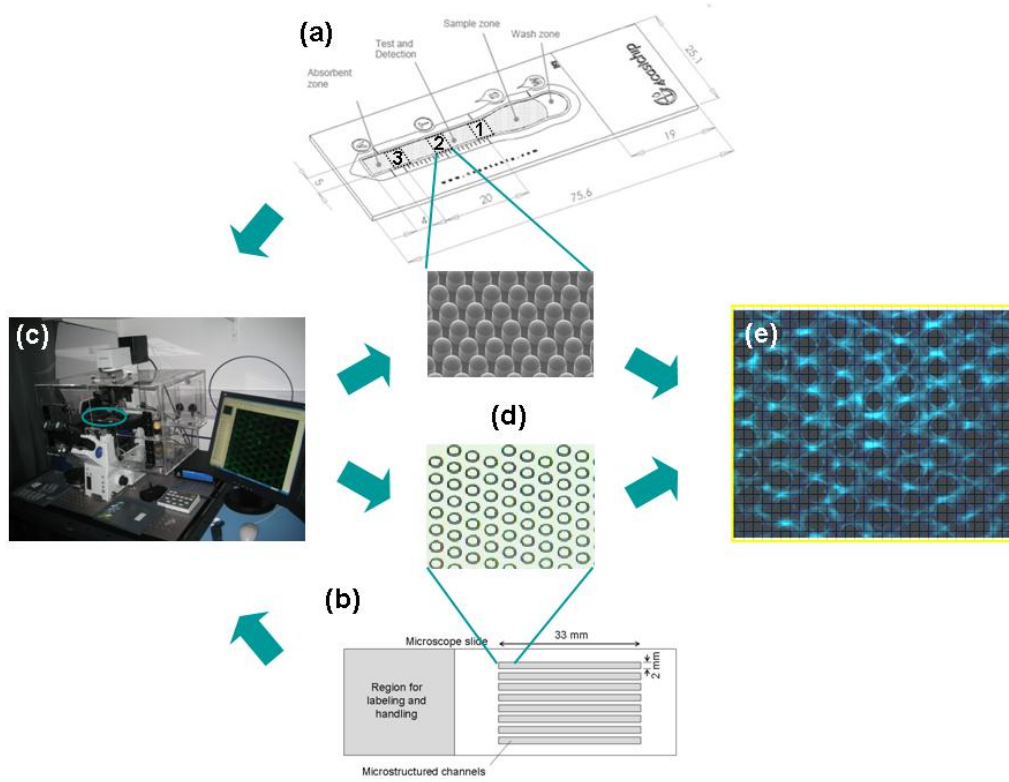 (a)
Sample zone
Wash zone
Test and
Detection
Absorbent
zone
4castchip
1
2
3
25.1
19
5
4
20
75.6
(c)
(e)
(d)
(b)
Microscope slide
33 mm
2 mm
Region for
labeling and
handling
Microstructured channels